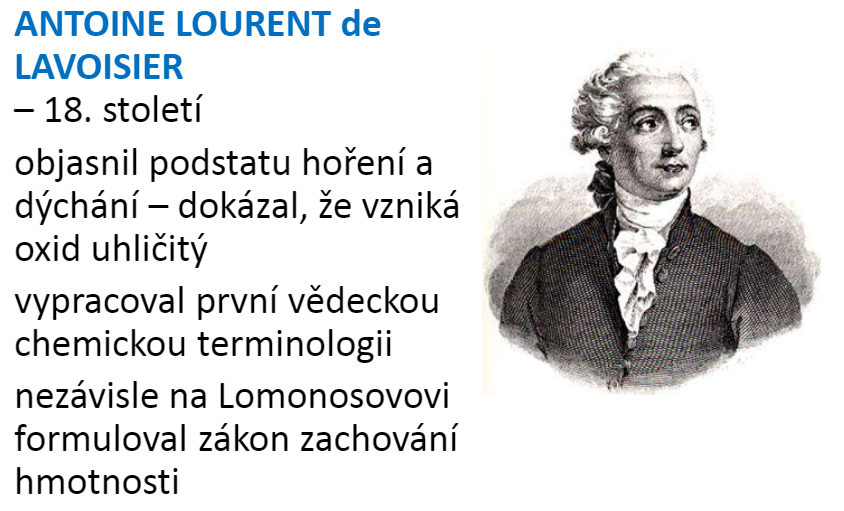 ANTOINE LOURENT de
LAVOISIER
– 18. století
objasnil podstatu hoření a
dýchání – dokázal, že vzniká
oxid uhličitý
vypracoval první vědeckou
chemickou terminologii
nezávisle na Lomonosovovi
formuloval zákon zachování
hmotnosti